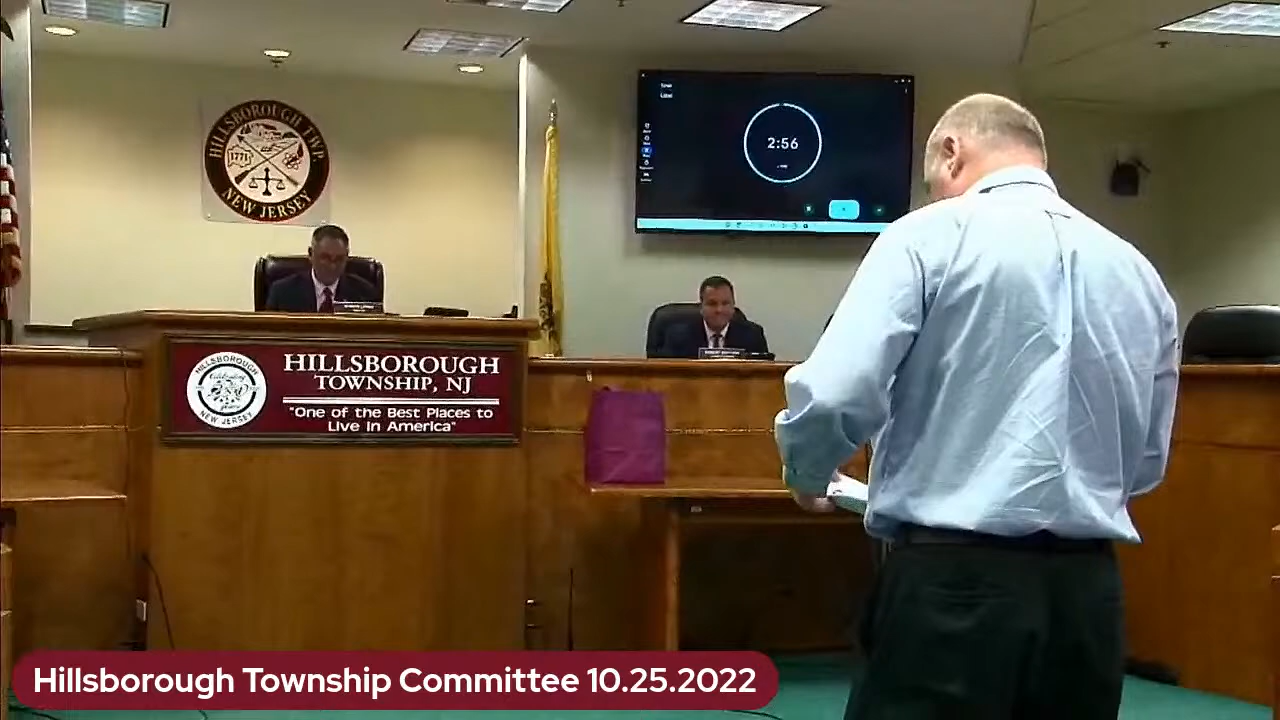 HILLSBOROUGH TWP.
1771
NEW JERSEY
2:56
HILLSBOROUGH
NEW JERSEY
HILLSBOROUGH
TOWNSHIP, NJ
"One of the Best Places to
Live in America"
Hillsborough Township Committee 10.25.2022